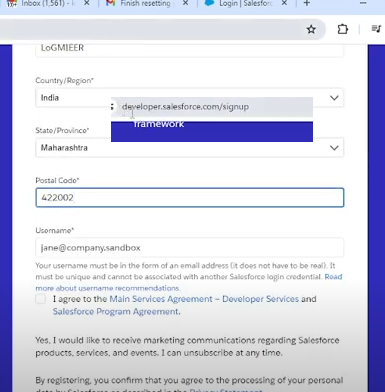 Inbox (1,561) -
Finish resetting
Login | Salesfor
LoGMIEER
Country/Region*
India
developer.salesforce.com/signup
framework
State/Province*
Maharashtra
Postal Code*
422002
Username*
jane@company.sandbox
Your username must be in the form of an email address (it does not have to be real). It
must be unique and cannot be associated with another Salesforce login credential. Read
more about username recommendations.
I agree to the Main Services Agreement – Developer Services and
Salesforce Program Agreement.
Yes, I would like to receive marketing communications regarding Salesforce
products, services, and events. I can unsubscribe at any time.
By registering, you confirm that you agree to the processing of your personal
data by Salesforce as described in the Privacy Statement.